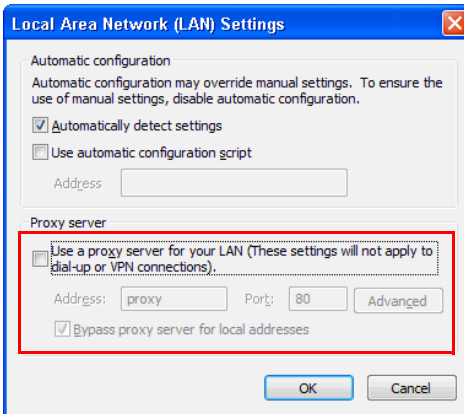 Local Area Network (LAN) Settings
Automatic configuration
Automatic configuration may override manual settings. To ensure the
use of manual settings, disable automatic configuration.
Automatically detect settings
Use automatic configuration script
Address
Proxy server
Use a proxy server for your LAN (These settings will not apply to
dial-up or VPN connections).
Address: proxy Port: 80 Advanced
Bypass proxy server for local addresses
OK Cancel